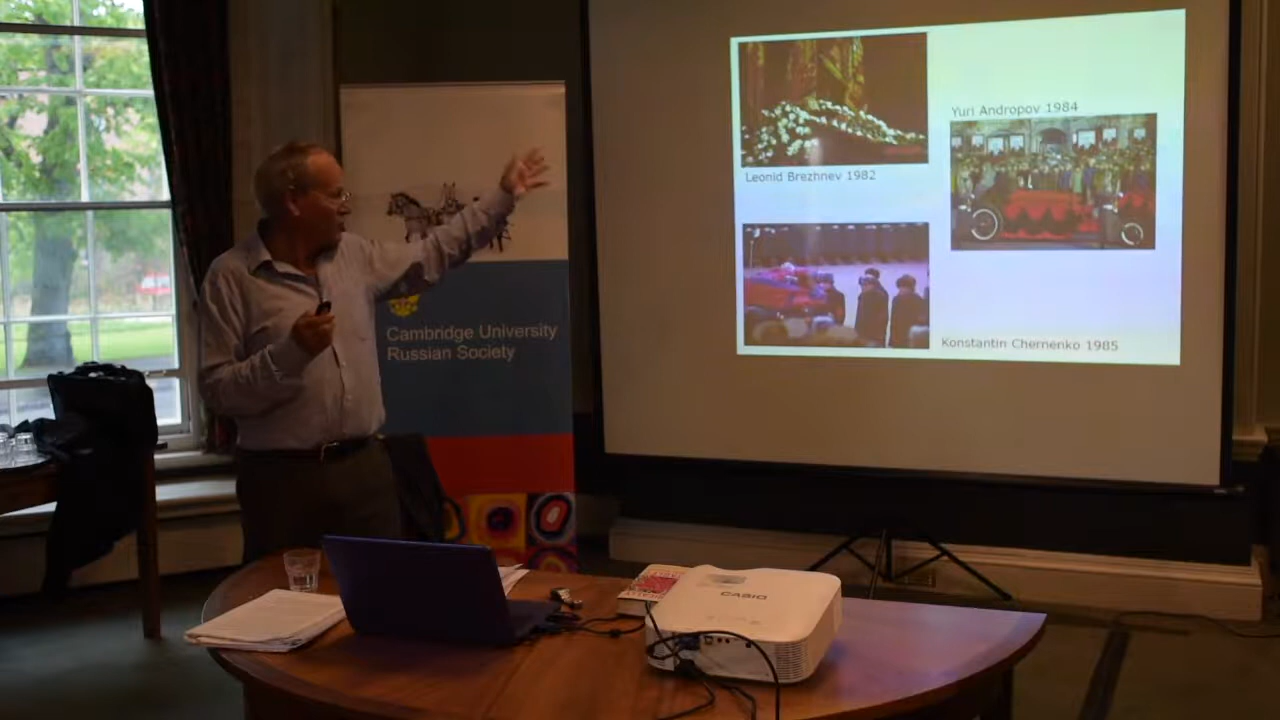 Cambridge University
Russian Society
Leonid Brezhnev 1982
Yuri Andropov 1984
Konstantin Chernenko 1985
CASIO